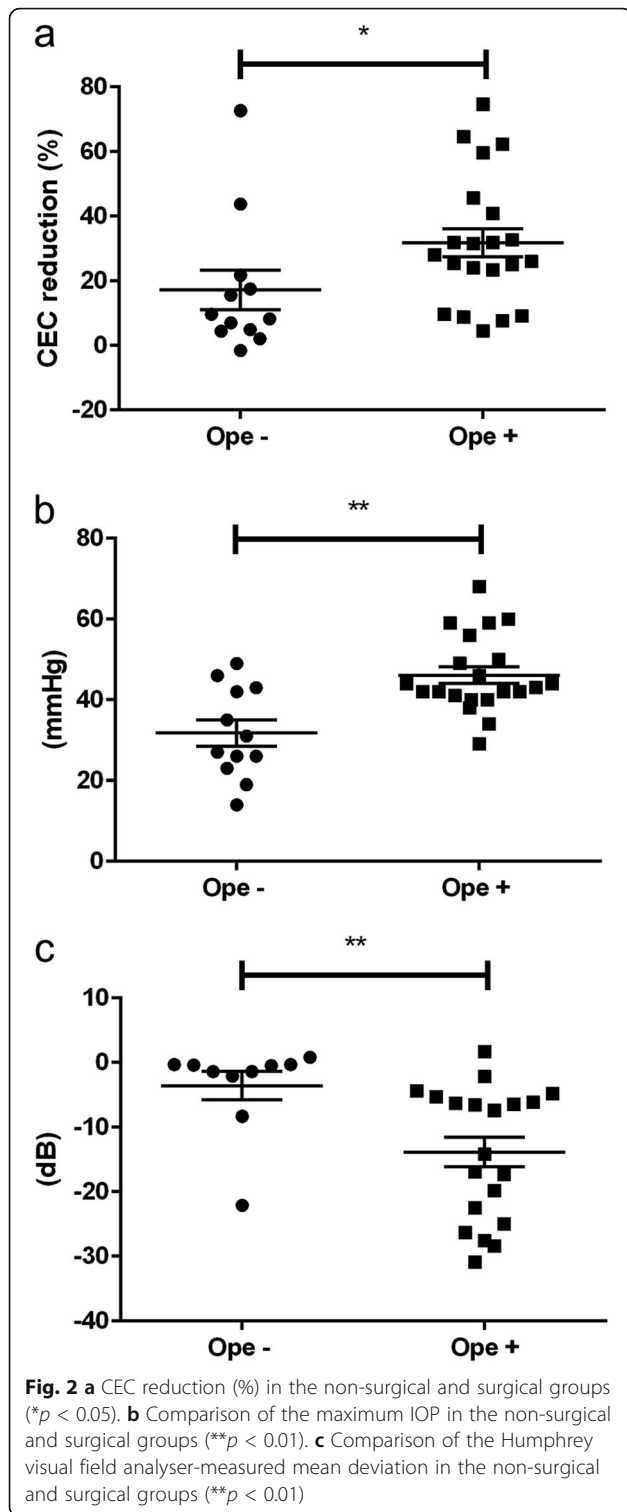 a
*
80
60
40
20
0
-20
CEC reduction (%)
Ope - Ope +
b
**
80
60
40
20
0
(mmHg)
Ope - Ope +
c
**
10
0
-10
-20
-30
-40
(dB)
Ope - Ope +
Fig. 2 a CEC reduction (%) in the non-surgical and surgical groups
(*p < 0.05). b Comparison of the maximum IOP in the non-surgical
and surgical groups (**p < 0.01). c Comparison of the Humphrey
visual field analyser-measured mean deviation in the non-surgical
and surgical groups (**p < 0.01)